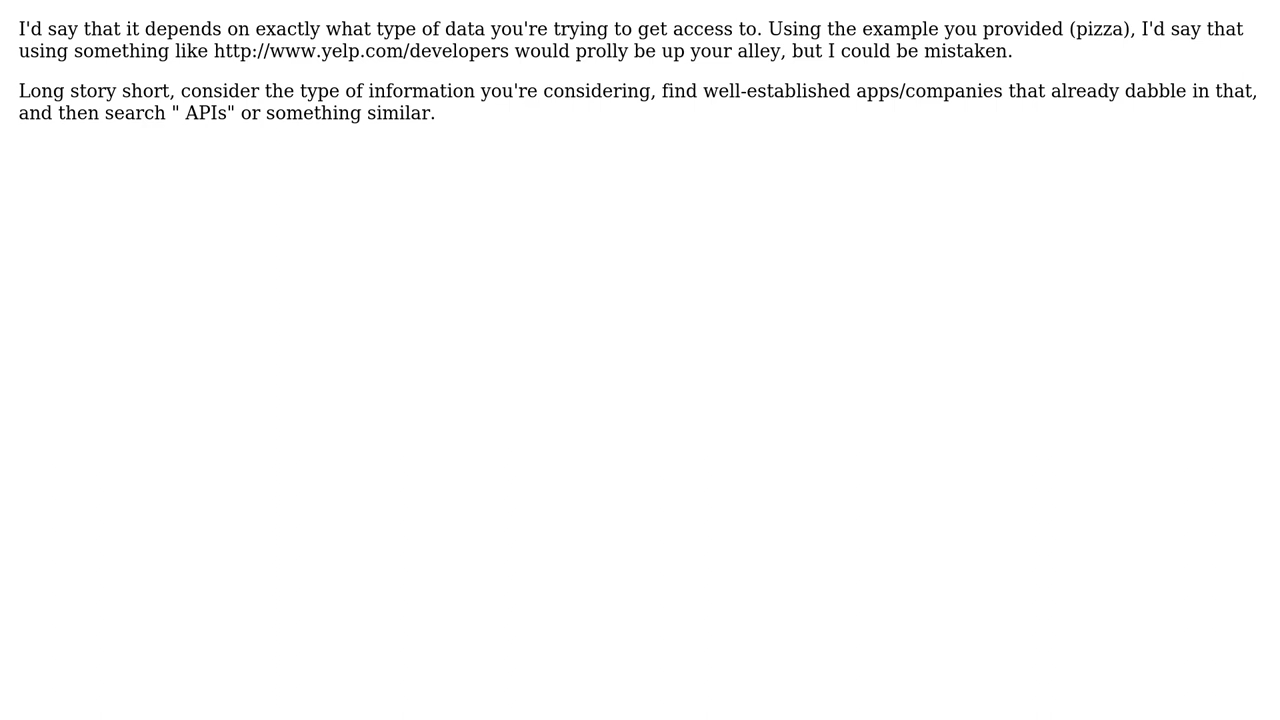 I'd say that it depends on exactly what type of data you're trying to get access to. Using the example you provided (pizza), I'd say that
using something like http://www.yelp.com/developers would prolly be up your alley, but I could be mistaken.
Long story short, consider the type of information you're considering, find well-established apps/companies that already dabble in that,
and then search " APIs" or something similar.